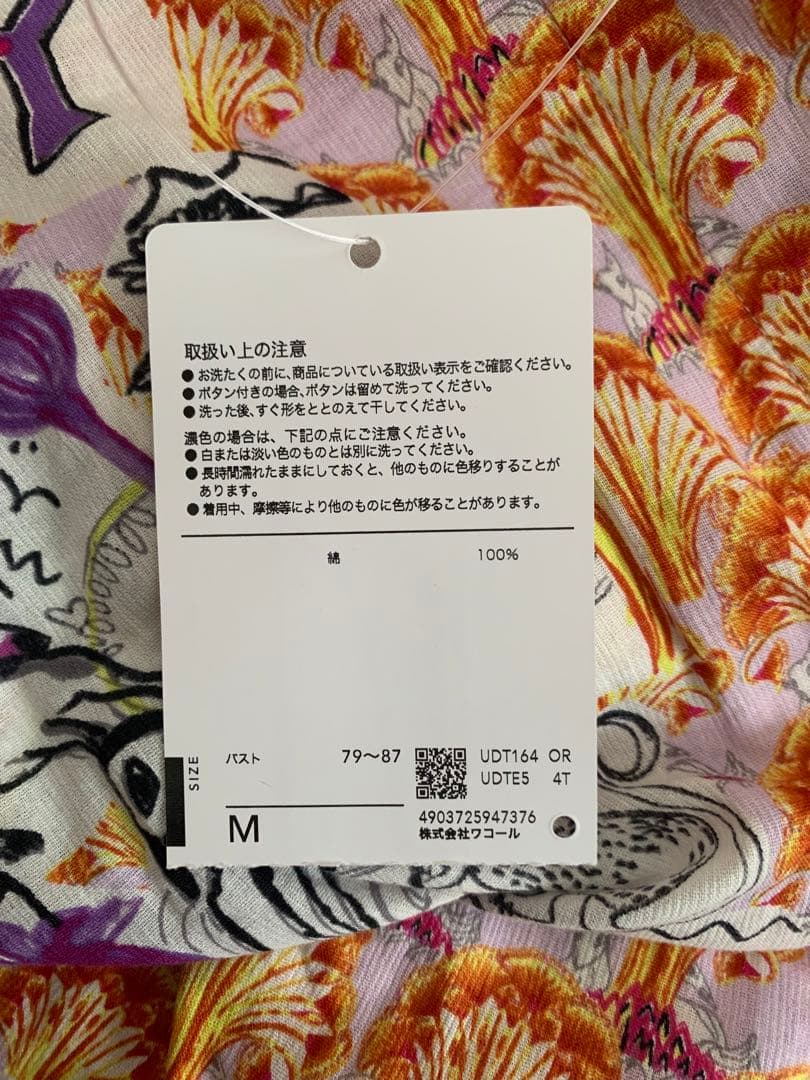 取扱い上の注意
●お洗たくの前に、商品についている取扱い表示をご確認ください。
●ボタン付きの場合、ボタンは留めて洗ってください。
●洗った後、すぐ形をととのえて干してください。
濃色の場合は、下記の点にご注意ください。
●白または淡い色のものとは別に洗ってください。
●長時間濡れたままにしておくと、他のものに色移りすることが
あります。
●着用中、摩擦等により他のものに色が移ることがあります。
綿 100%
SIZE
バスト 79〜87
M
UDT164 OR
UDTE5 4T
4903725947376
株式会社ワコール